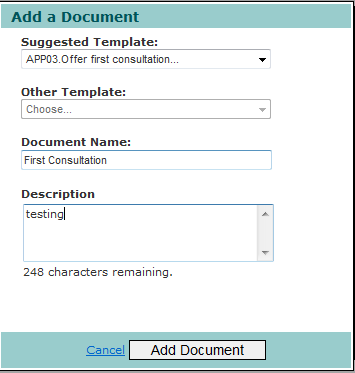 Add a Document
Suggested Template:
APP03.Offer first consultation...
Other Template:
Choose...
Document Name:
First Consultation
Description
testing
248 characters remaining.
Cancel Add Document